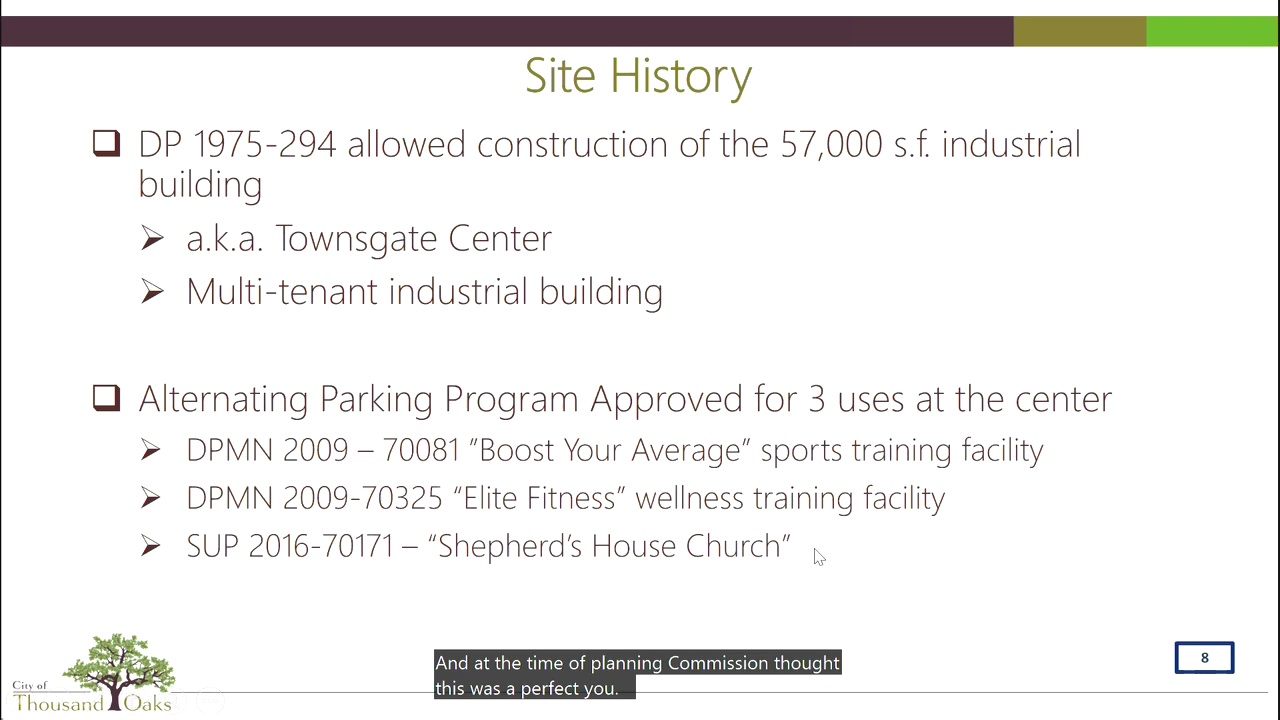 Site History
DP 1975-294 allowed construction of the 57,000 s.f. industrial
building
a.k.a. Townsgate Center
Multi-tenant industrial building
Alternating Parking Program Approved for 3 uses at the center
DPMN 2009 – 70081 ”Boost Your Average” sports training facility
DPMN 2009-70325 “Elite Fitness” wellness training facility
SUP 2016-70171 – “Shepherd’s House Church”
And at the time of planning Commission thought
this was a perfect you.
8
City of
Thousand Oaks